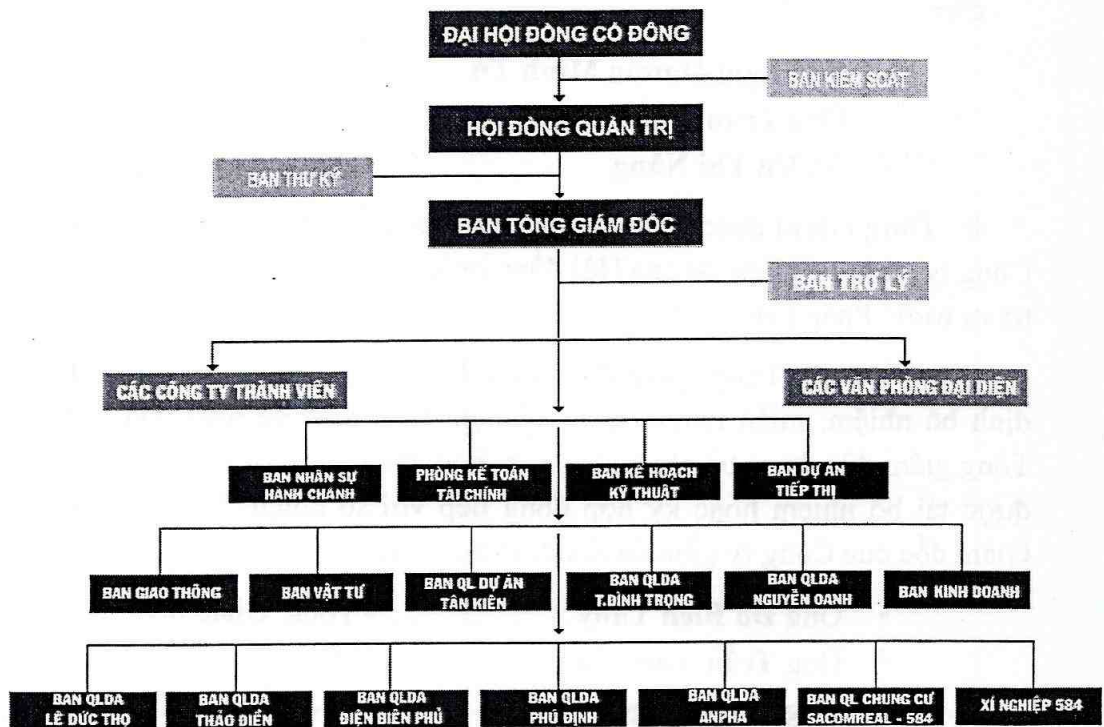 ĐẠI HỘI ĐỒNG CỔ ĐÔNG
BAN KIỂM SOÁT
HỘI ĐỒNG QUẢN TRỊ
BAN THƯ KÝ
BAN TỔNG GIÁM ĐỐC
BAN TRỢ LÝ
CÁC CÔNG TY THÀNH VIÊN
CÁC VĂN PHÒNG ĐẠI DIỆN
BAN NHÂN SỰ
HÀNH CHÁNH
PHÒNG KẾ TOÁN
TÀI CHÍNH
BAN KẾ HOẠCH
KỸ THUẬT
BAN DỰ ÁN
TIẾP THỊ
BAN GIAO THÔNG
BAN VẬT TƯ
BAN QL DỰ ÁN
TÂN KIÊN
BAN QLDA
T.ĐÌNH TRỌNG
BAN QLDA
NGUYỄN OANH
BAN KINH DOANH
BAN QLDA
LÊ ĐỨC THỌ
BAN QLDA
THẢO ĐIỀN
BAN QLDA
ĐIỆN BIÊN PHỦ
BAN QLDA
PHÚ ĐỊNH
BAN QLDA
ANPHA
BAN QL CHUNG CƯ
SACOMREAL - 584
XÍ NGHIỆP 584